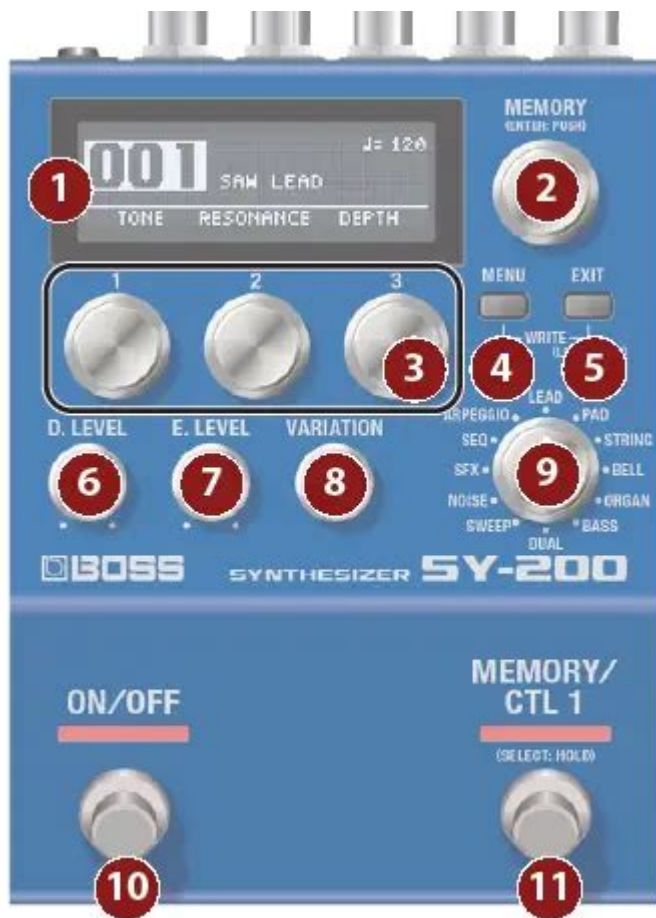 MEMORY
(ENTER: PUSH)
001 SAW LEAD ♩= 120
TONE RESONANCE DEPTH
1
2
1 2 3
MENU EXIT
3
4
WRITE
5
D. LEVEL E. LEVEL VARIATION
6
7
8
LEAD
ARPEGGIO PAD
SEQ STRING
SFX 9 BELL
NOISE ORGAN
SWEEP BASS
DUAL
BOSS SYNTHESIZER SY-200
ON/OFF
MEMORY/
CTL 1
(SELECT: HOLD)
10
11